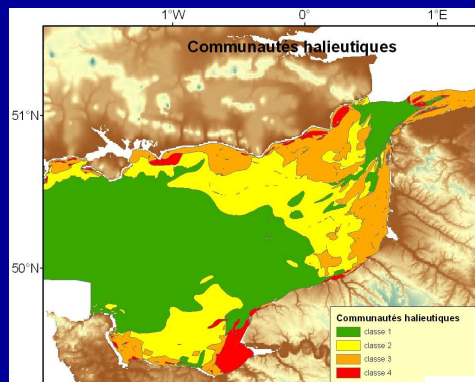 1°W 0° 1°E
Communautés halieutiques
51°N
50°N
Communautés halieutiques
classe 1
classe 2
classe 3
classe 4